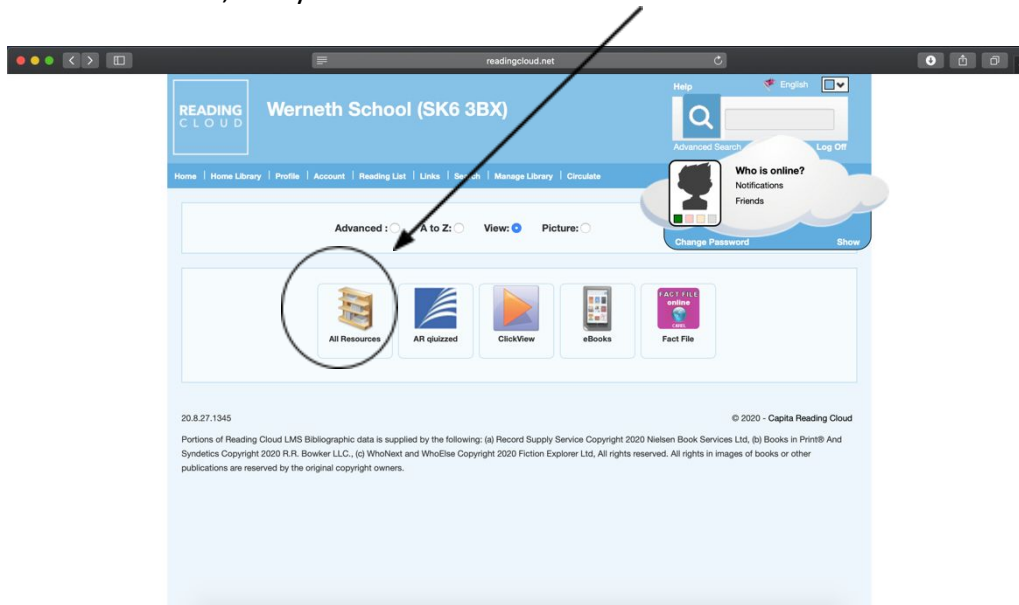 readingcloud.net
READING
CLOUD
Werneth School (SK6 3BX)
Help
English
Advanced Search
Log Off
Home | Home Library | Profile | Account | Reading List | Links | Search | Manage Library | Circulate
Who is online?
Notifications
Friends
Change Password
Show
Advanced : A to Z: View: Picture:
All Resources
AR qiuizzed
ClickView
eBooks
FACT FILE
online
Fact File
20.8.27.1345
© 2020 - Capita Reading Cloud
Portions of Reading Cloud LMS Bibliographic data is supplied by the following: (a) Record Supply Service Copyright 2020 Nielsen Book Services Ltd, (b) Books in Print® And
Syndetics Copyright 2020 R.R. Bowker LLC., (c) WhoNext and WhoElse Copyright 2020 Fiction Explorer Ltd, All rights reserved. All rights in images of books or other
publications are reserved by the original copyright owners.